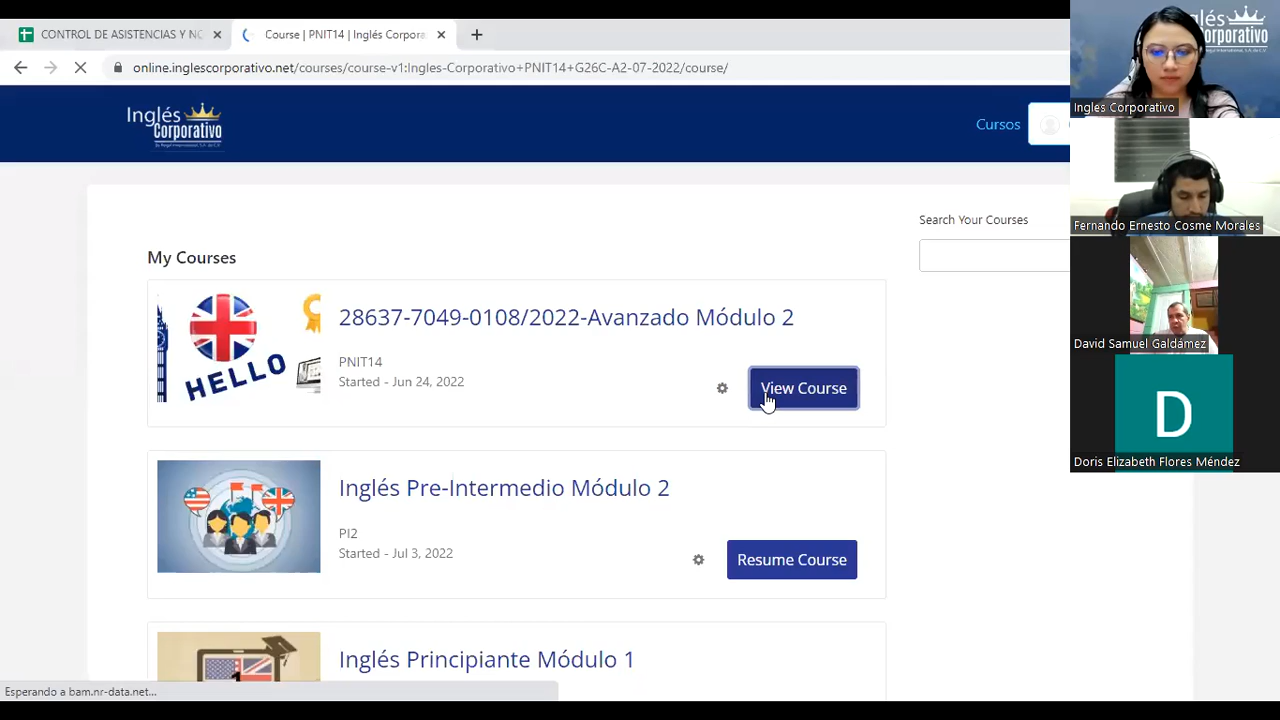 CONTROL DE ASISTENCIAS Y NO
Course | PNIT14 | Inglés Corpora
online.inglescorporativo.net/courses/course-v1:Ingles-Corporativo+PNIT14+G26C-A2-07-2022/course/
Inglés
Corporativo
Cursos
Search Your Courses
My Courses
28637-7049-0108/2022-Avanzado Módulo 2
HELLO
PNIT14
Started - Jun 24, 2022
View Course
Inglés Pre-Intermedio Módulo 2
PI2
Started - Jul 3, 2022
Resume Course
Inglés Principiante Módulo 1
Esperando a bam.nr-data.net...
Ingles Corporativo
Fernando Ernesto Cosme Morales
David Samuel Galdámez
D
Doris Elizabeth Flores Méndez